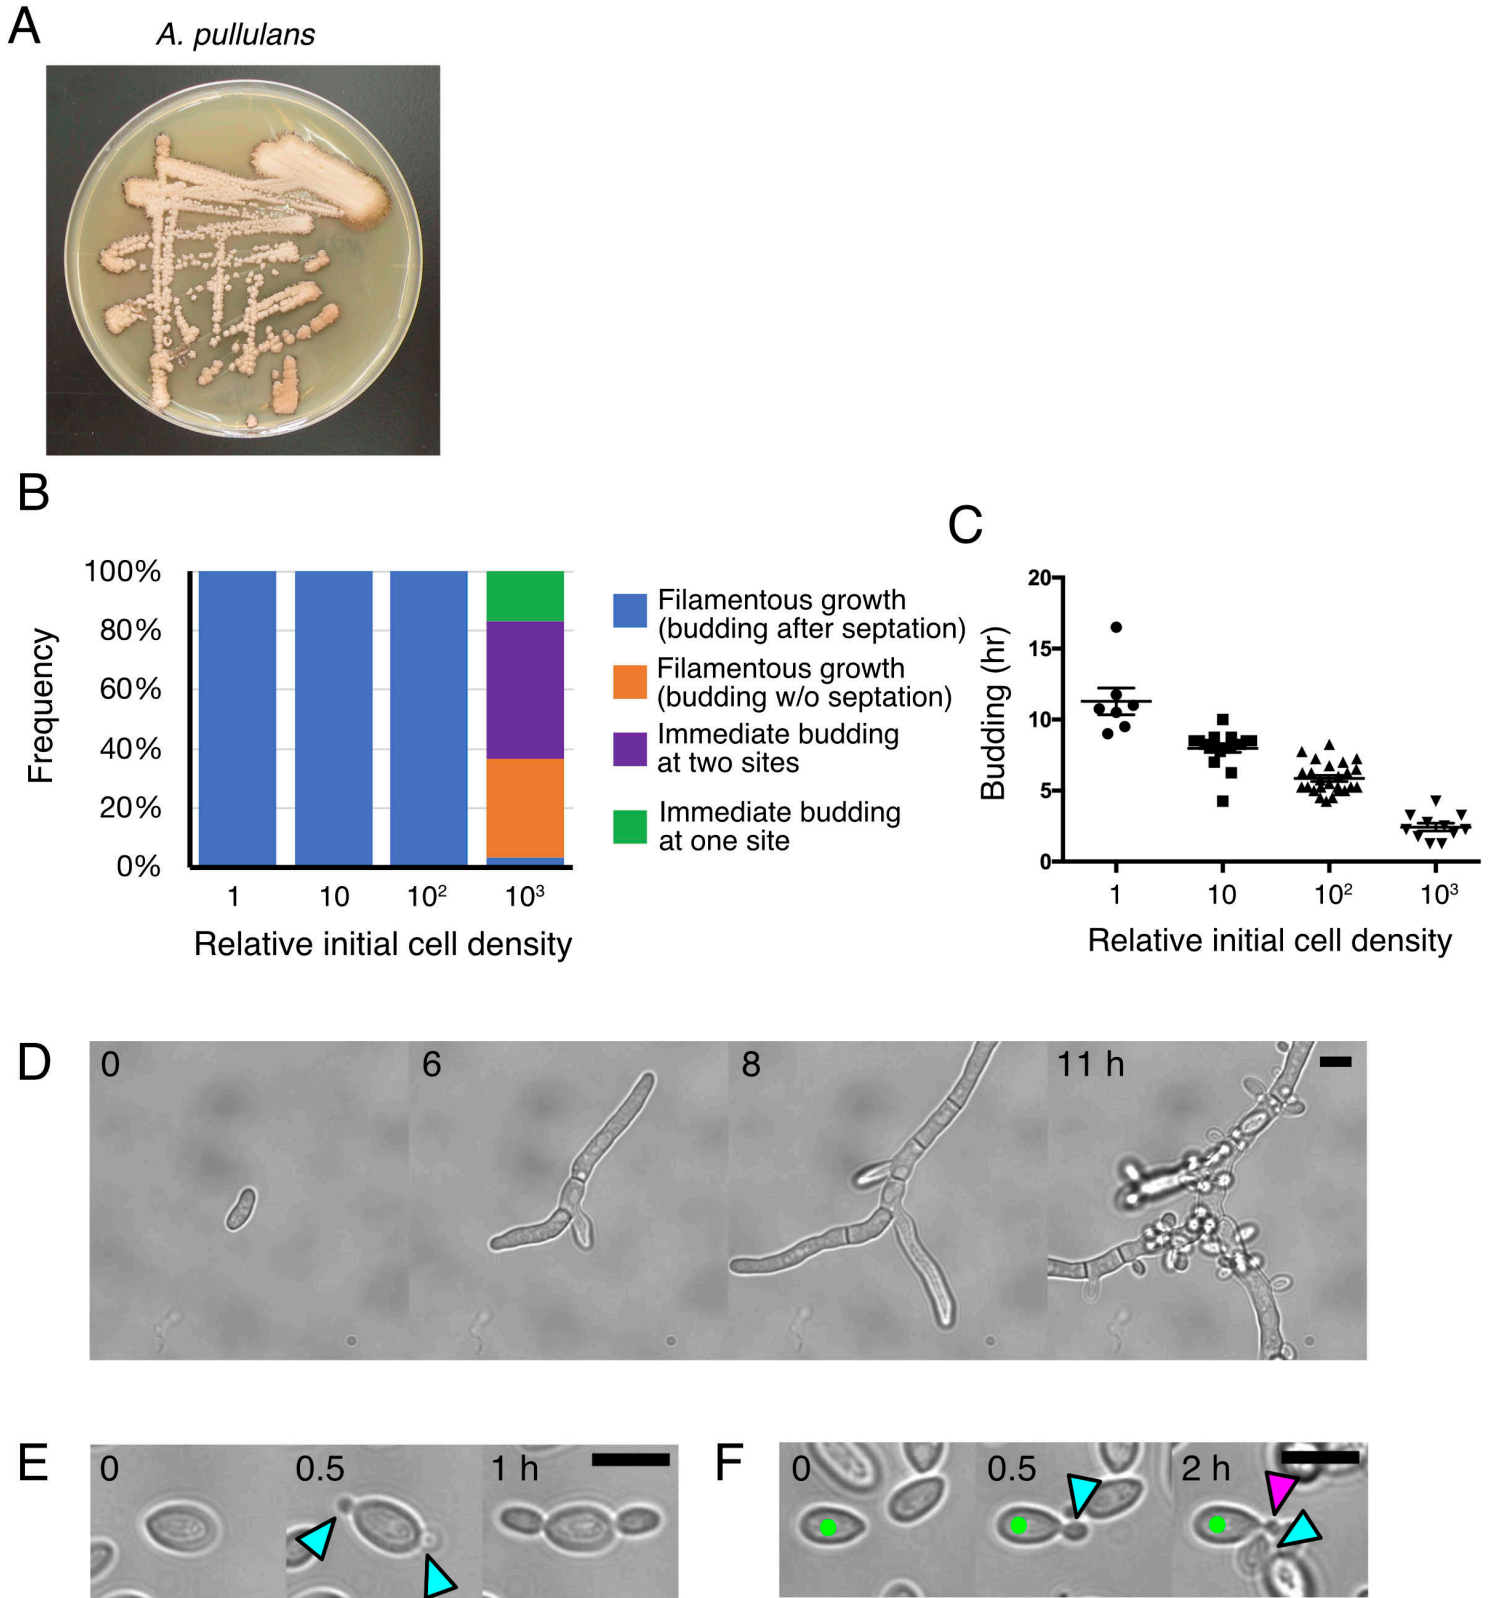 A
A. pullulans
B
100%
80%
60%
40%
20%
0%
Frequency
1
10
10²
10³
Relative initial cell density
Filamentous growth
(budding after septation)
Filamentous growth
(budding w/o septation)
Immediate budding
at two sites
Immediate budding
at one site
C
20
15
10
5
0
Budding (hr)
1
10
10²
10³
Relative initial cell density
D
0
6
8
11 h
E
0
0.5
1 h
F
0
0.5
2 h